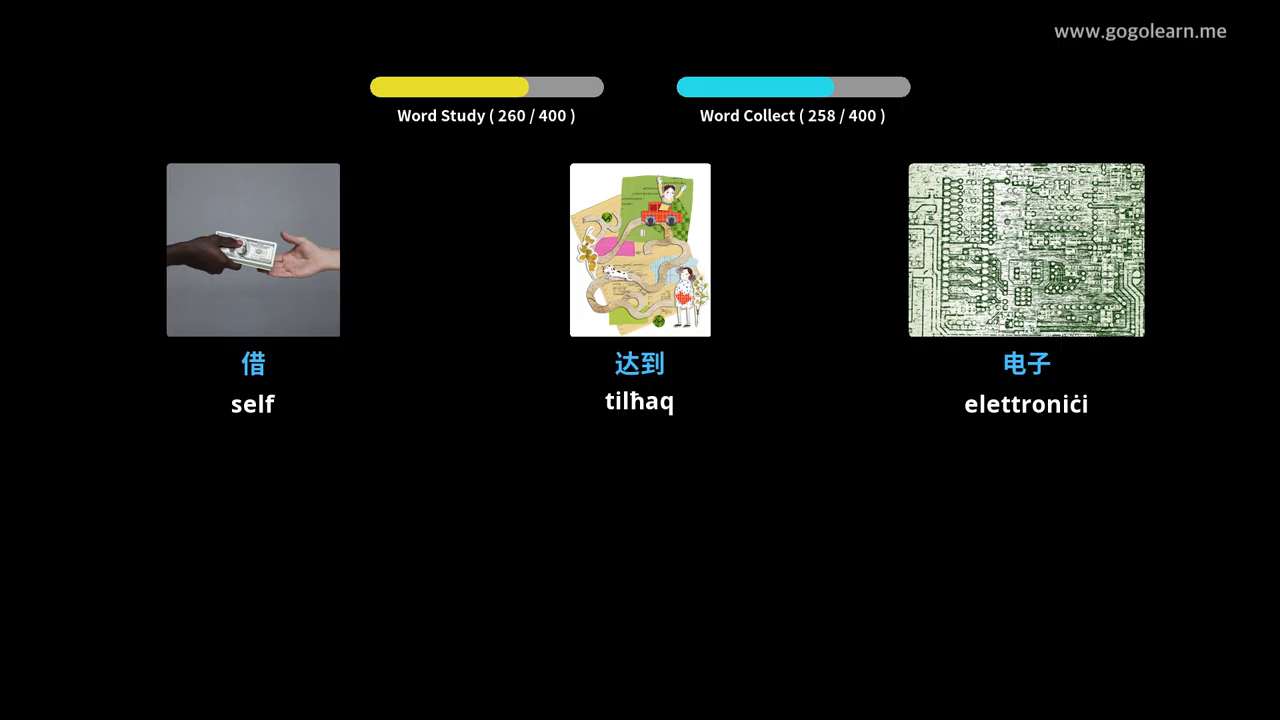 www.gogolearn.me
Word Study ( 260 / 400 )
Word Collect ( 258 / 400 )
借
self
达到
tilħaq
电子
elettroniċi